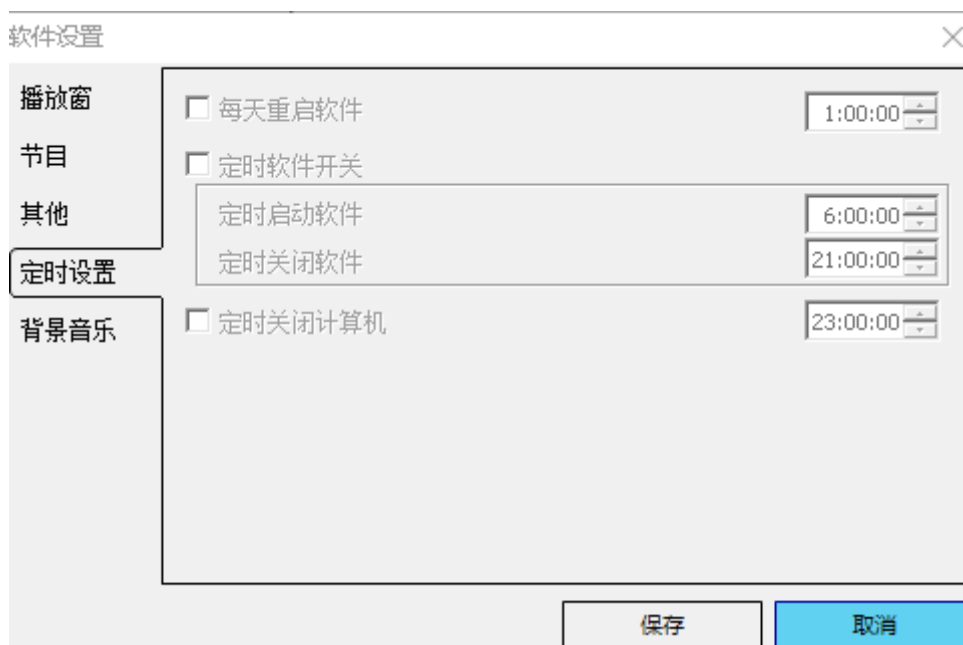 软件设置
播放窗
节目
其他
定时设置
背景音乐
每天重启软件 1:00:00
定时软件开关
定时启动软件 6:00:00
定时关闭软件 21:00:00
定时关闭计算机 23:00:00
保存 取消